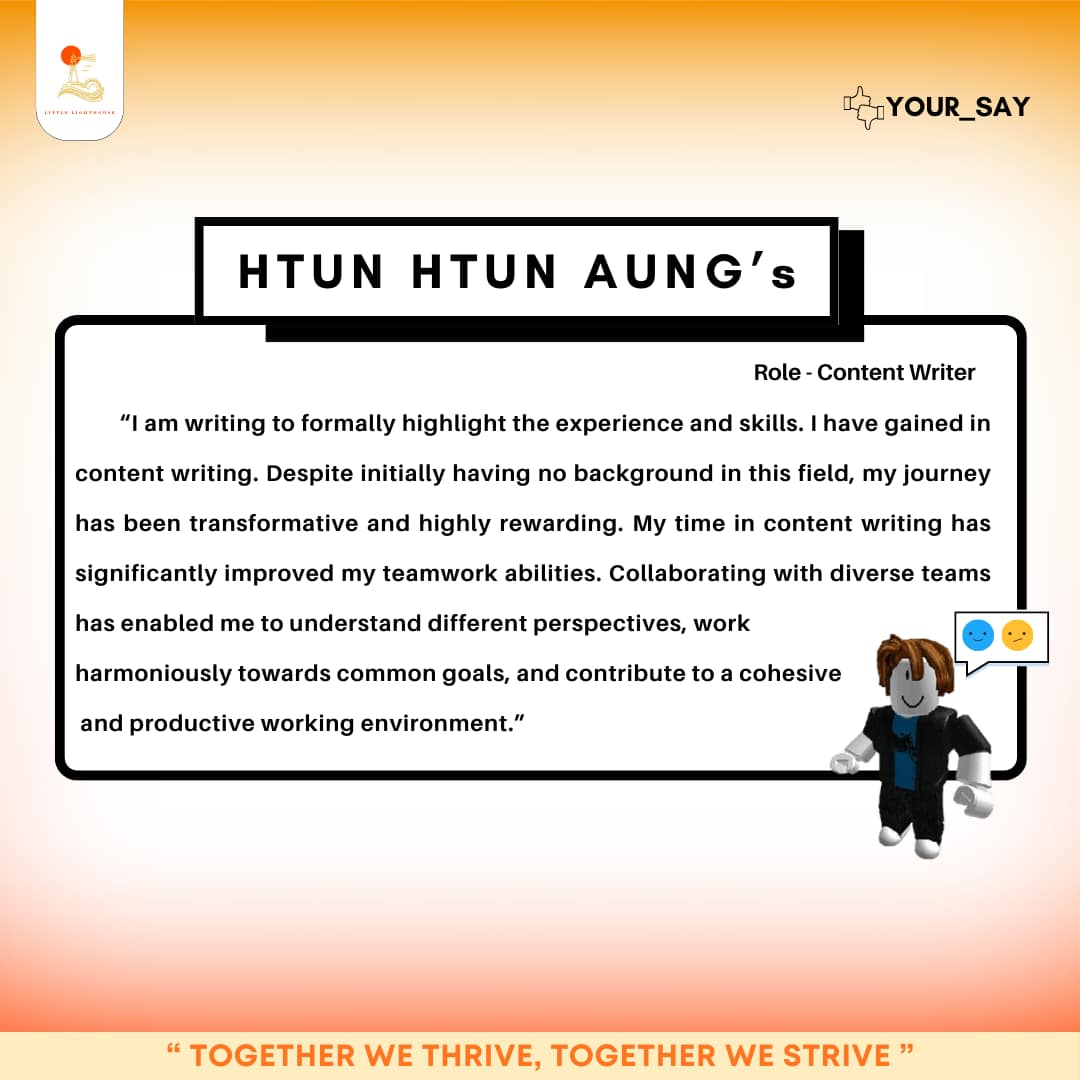 LITTLE LIGHTHOUSE
YOUR_SAY
HTUN HTUN AUNG’s
Role - Content Writer
“I am writing to formally highlight the experience and skills. I have gained in
content writing. Despite initially having no background in this field, my journey
has been transformative and highly rewarding. My time in content writing has
significantly improved my teamwork abilities. Collaborating with diverse teams
has enabled me to understand different perspectives, work
harmoniously towards common goals, and contribute to a cohesive
and productive working environment.”
“ TOGETHER WE THRIVE, TOGETHER WE STRIVE ”